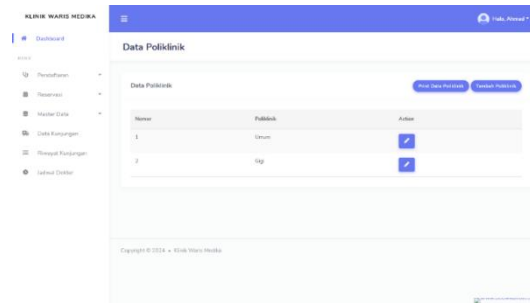 KLINIK WARIS MEDIKA
Halo, Ahmad
Dashboard
Data Poliklinik
MENU
Pendaftaran
Reservasi
Master Data
Data Kunjungan
Riwayat Kunjungan
Jadwal Dokter
Data Poliklinik
Print Data Poliklinik
Tambah Poliklinik
Nomor Poliklinik Action
1 Umum
2 Gigi
Copyright © 2024 Klinik Waris Medika